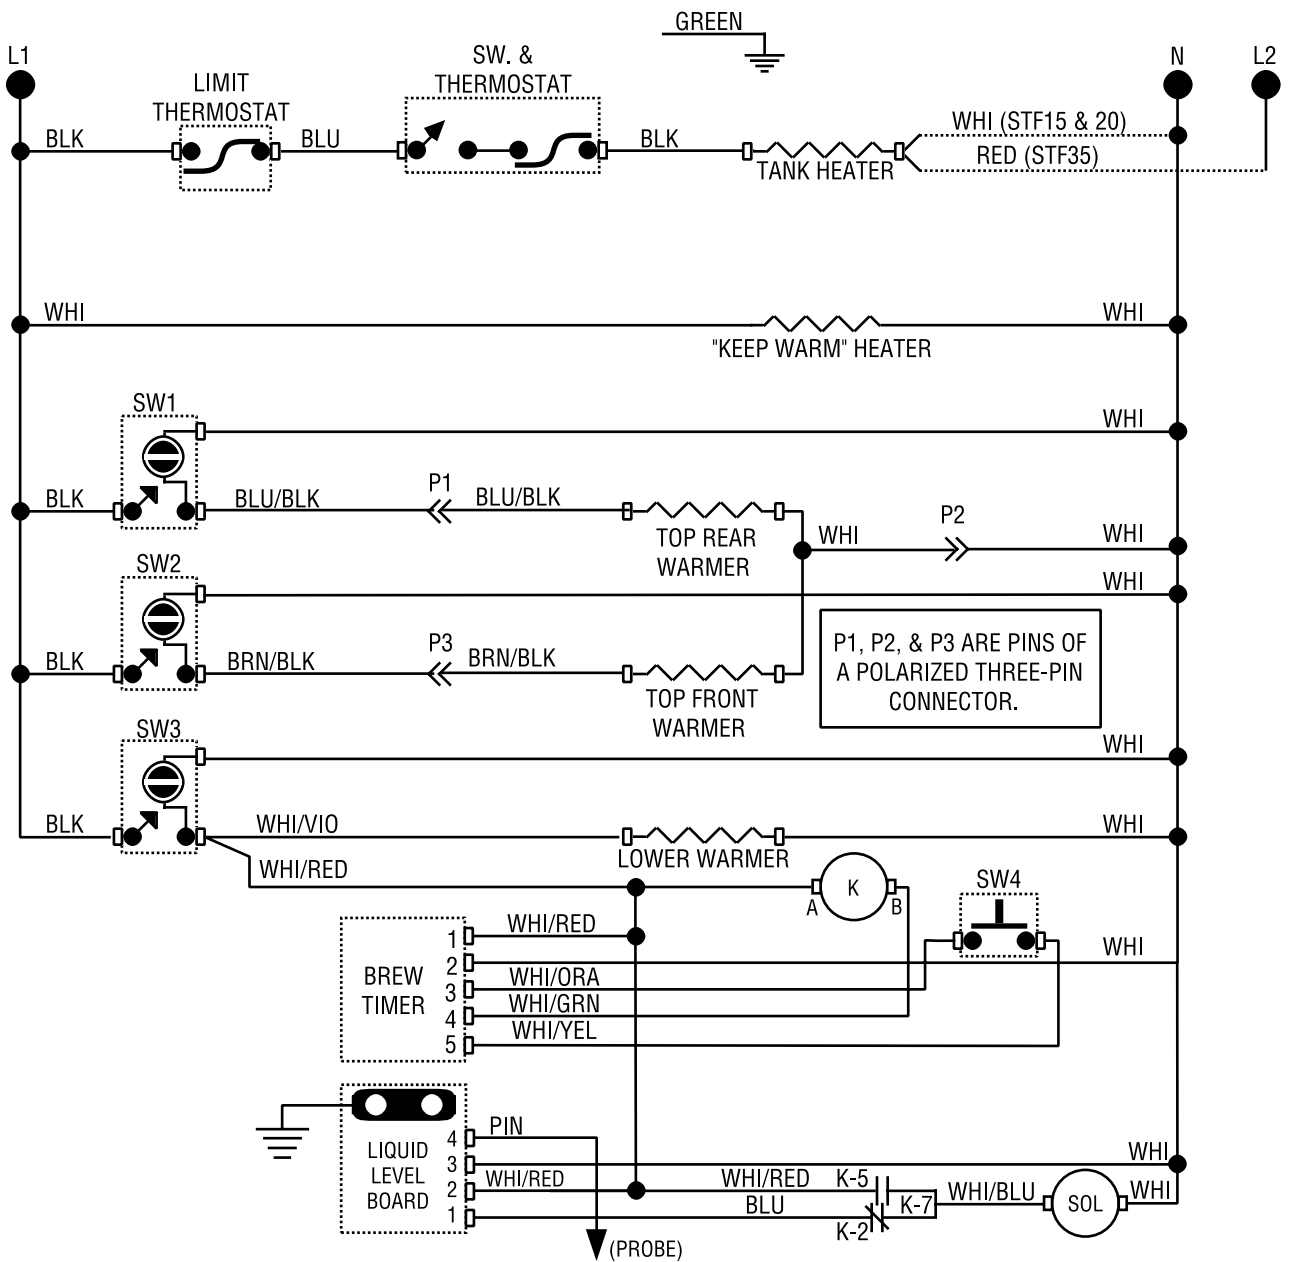 GREEN
L1
SW. &
THERMOSTAT
N
L2
LIMIT
THERMOSTAT
BLK
BLU
BLK
TANK HEATER
WHI (STF15 & 20)
RED (STF35)
WHI
"KEEP WARM" HEATER
WHI
SW1
WHI
BLK
BLU/BLK
P1
BLU/BLK
TOP REAR
WARMER
WHI
P2
WHI
SW2
WHI
BLK
BRN/BLK
P3
BRN/BLK
TOP FRONT
WARMER
P1, P2, & P3 ARE PINS OF
A POLARIZED THREE-PIN
CONNECTOR.
SW3
WHI
BLK
WHI/VIO
LOWER WARMER
WHI
WHI/RED
A
K
B
SW4
BREW
TIMER
1
WHI/RED
2
WHI
3
WHI/ORA
4
WHI/GRN
5
WHI/YEL
LIQUID
LEVEL
BOARD
4
PIN
3
WHI
2
WHI/RED
WHI/RED
K-5
1
BLU
K-2
K-7
WHI/BLU
SOL
WHI
(PROBE)